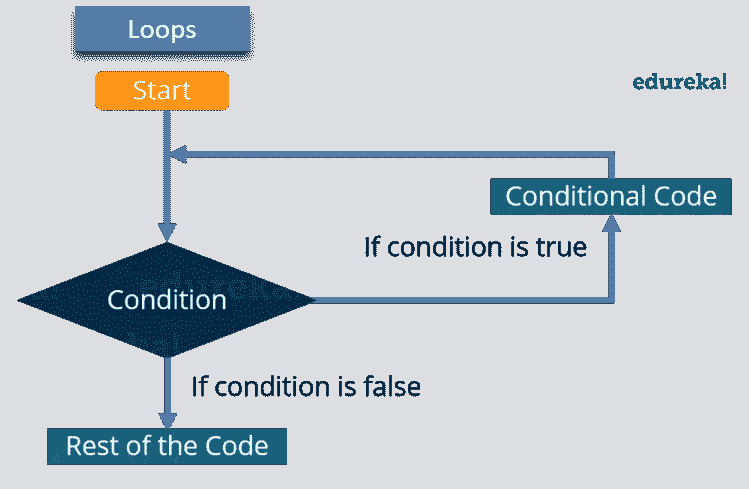 Loops
Start
edureka!
Conditional Code
If condition is true
Condition
If condition is false
Rest of the Code